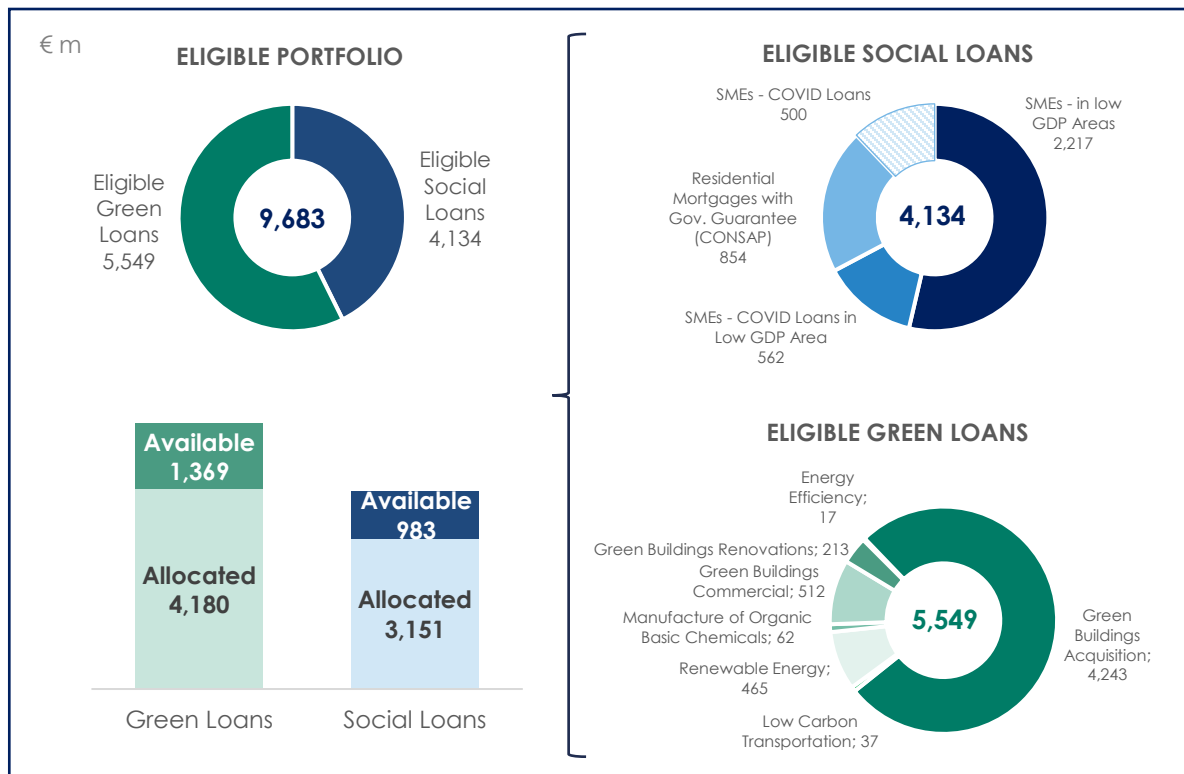 € m
ELIGIBLE PORTFOLIO
Eligible
Green
Loans
5,549
9,683
Eligible
Social
Loans
4,134
Available
1,369
Allocated
4,180
Green Loans
Available
983
Allocated
3,151
Social Loans
ELIGIBLE SOCIAL LOANS
SMEs - COVID Loans
500
SMEs - in low
GDP Areas
2,217
Residential
Mortgages with
Gov. Guarantee
(CONSAP)
854
4,134
SMEs - COVID Loans in
Low GDP Area
562
ELIGIBLE GREEN LOANS
Energy
Efficiency;
17
Green Buildings Renovations; 213
Green Buildings
Commercial; 512
Manufacture of Organic
Basic Chemicals; 62
Renewable Energy;
465
Low Carbon
Transportation; 37
5,549
Green
Buildings
Acquisition;
4,243